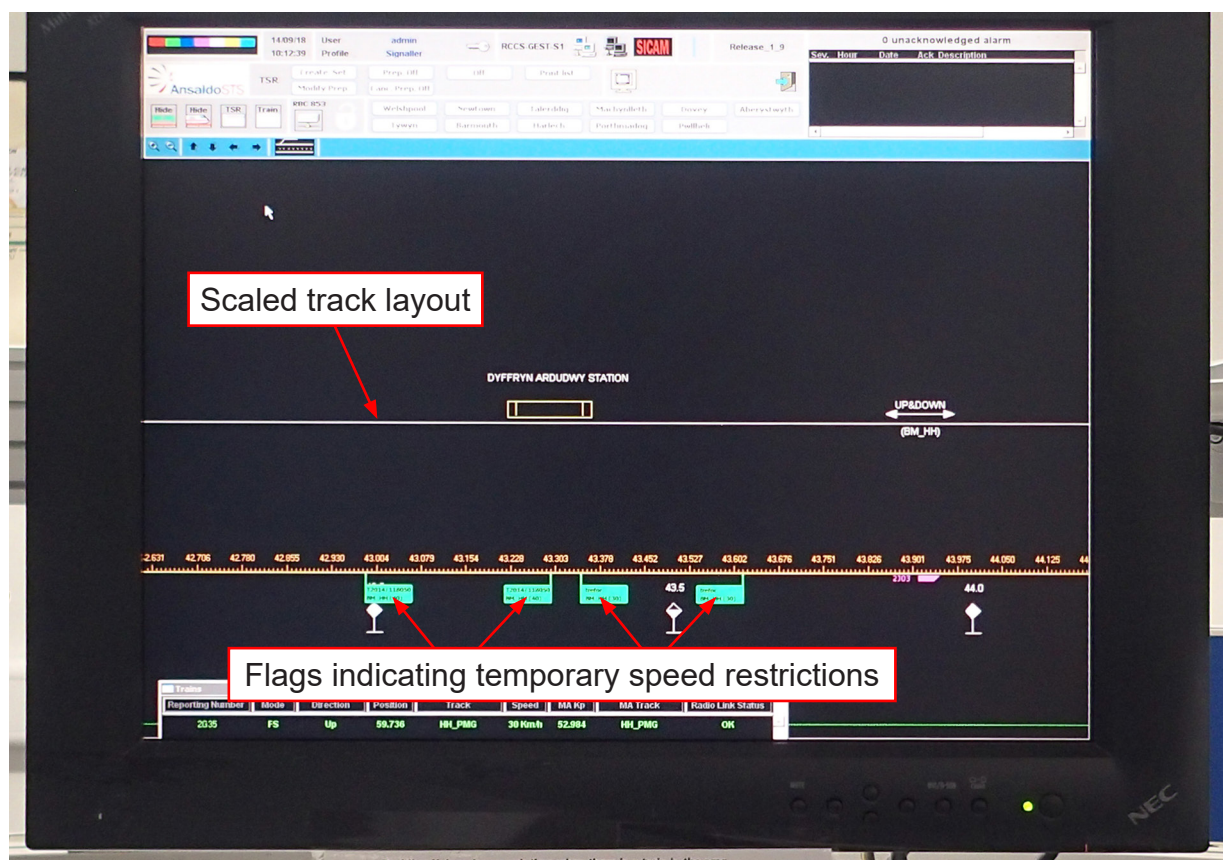 14/09/18 User admin
10:12:39 Profile Signaller
RCCS-GEST-S1
SICAM
Release_1_9
0 unacknowledged alarm
Sev. Hour Date Ack Description
AnsaldoSTS
TSR
Create Set Prep. Off Off Prod list
Modify Prep. Canc. Prep. Off
Hide Hide TSR Train
RBC 853
Welshpool Newtown Talerddig Machynlleth Dovey Aberystwyth
Tywyn Barmouth Harlech Porthmadog Pwllheli
Scaled track layout
DYFFRYN ARDUDWY STATION
UP&DOWN
(BM_HH)
42.706 42.780 42.855 42.930 43.004 43.079 43.154 43.228 43.303 43.378 43.452 43.527 43.602 43.676 43.751 43.826 43.901 43.975 44.050 44.125 44
2J03
43.5
44.0
Flags indicating temporary speed restrictions
Trains
Reporting Number Mode Direction Position Track Speed MA Kp MA Track Radio Link Status
2G35 FS Up 59.736 HH_PMG 30 Km/h 52.984 HH_PMG OK
NEC